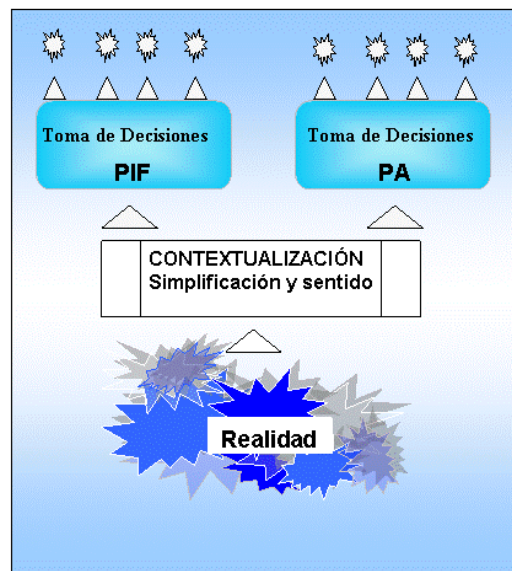 Toma de Decisiones
PIF
Toma de Decisiones
PA
CONTEXTUALIZACIÓN
Simplificación y sentido
Realidad